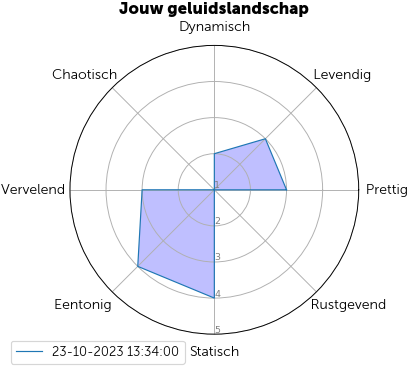 Jouw geluidslandschap
Dynamisch
Chaotisch
Levendig
Vervelend
Prettig
1
2
3
4
5
Eentonig
Rustgevend
Statisch
23-10-2023 13:34:00